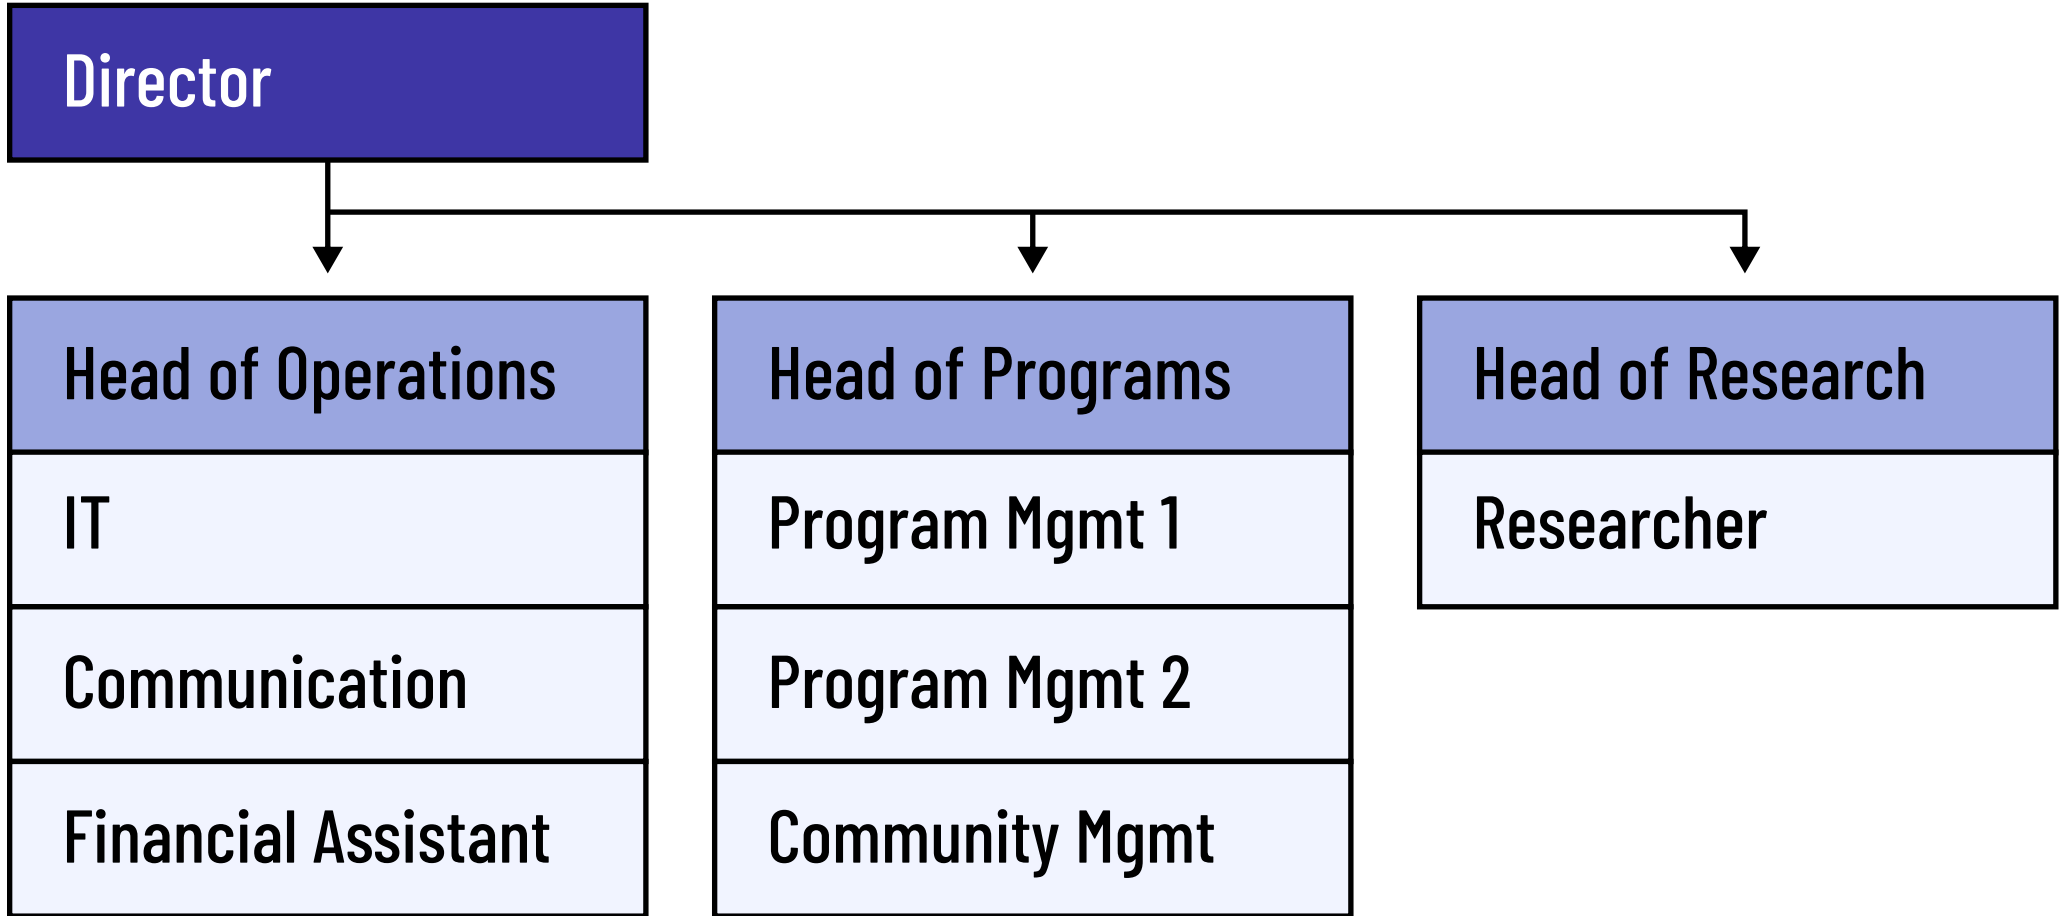 Director
Head of Operations
IT
Communication
Financial Assistant
Head of Programs
Program Mgmt 1
Program Mgmt 2
Community Mgmt
Head of Research
Researcher